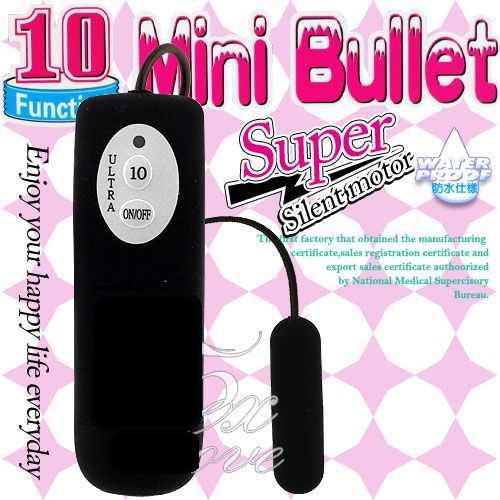 10 Mini Bullet
Function
Super
Silent motor
WATER
PROOF
防水仕様
ULTRA
10
ON/OFF
The first factory that obtained the manufacturing
certificate,sales registration certificate and
export sales certificate authoorized
by National Medical Supercisory
Bureau.
Enjoy your happy life everyday